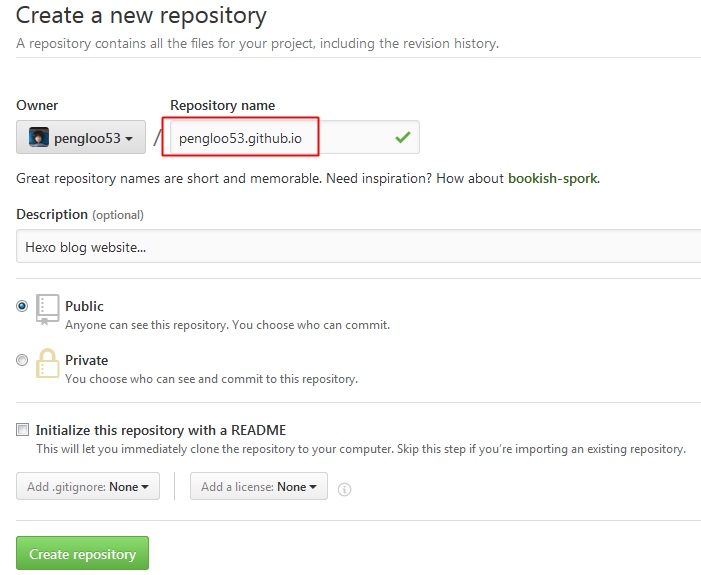 Create a new repository
A repository contains all the files for your project, including the revision history.
Owner Repository name
pengloo53 / pengloo53.github.io
Great repository names are short and memorable. Need inspiration? How about bookish-spork.
Description (optional)
Hexo blog website...
Public
Anyone can see this repository. You choose who can commit.
Private
You choose who can see and commit to this repository.
Initialize this repository with a README
This will let you immediately clone the repository to your computer. Skip this step if you're importing an existing repository.
Add .gitignore: None Add a license: None
Create repository